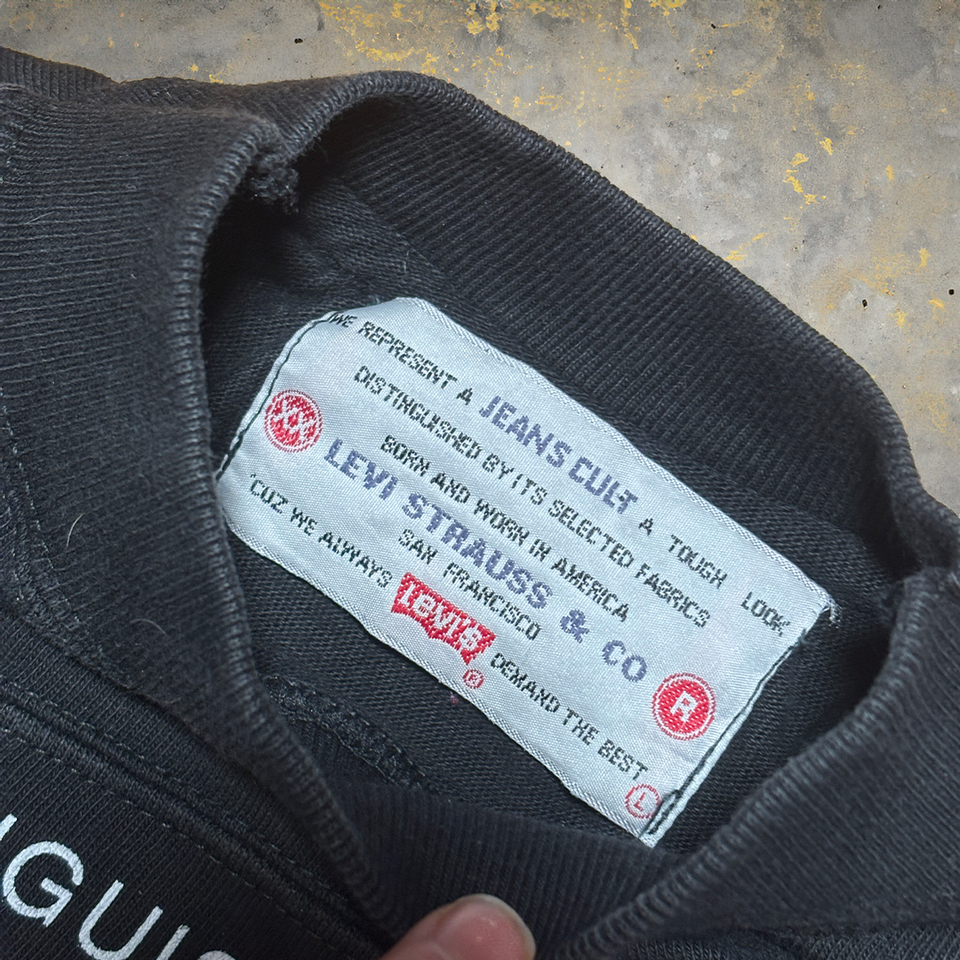 WE REPRESENT A JEANS CULT A TOUGH LOOK
DISTINGUISHED BY ITS SELECTED FABRICS
BORN AND WORN IN AMERICA
XX
LEVI STRAUSS & CO
R
SAN FRANCISCO
'CUZ WE ALWAYS Levi's ® DEMAND THE BEST
L
GUIS